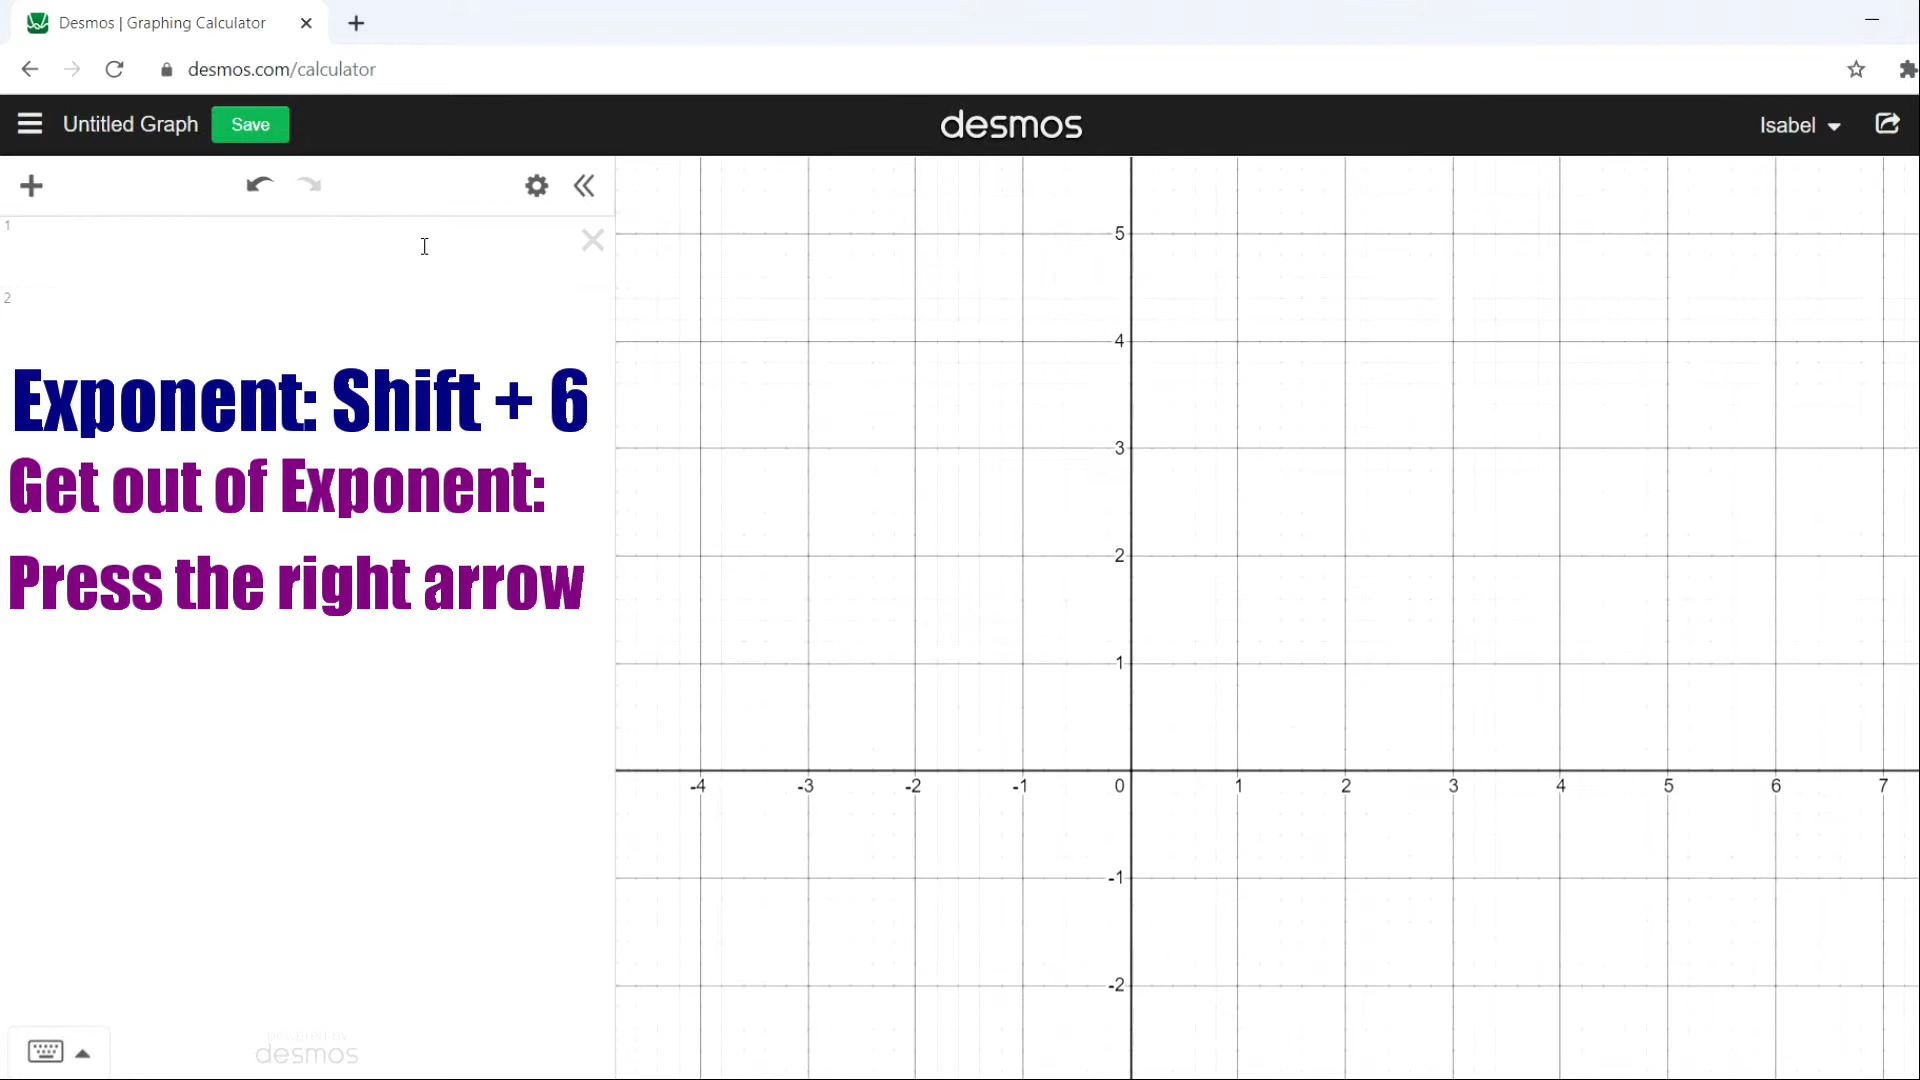 Desmos | Graphing Calculator
desmos.com/calculator
Untitled Graph Save desmos Isabel
1
2
Exponent: Shift + 6
Get out of Exponent:
Press the right arrow
5
4
3
2
1
-4 -3 -2 -1 0 1 2 3 4 5 6 7
-1
-2
POWERED BY
desmos